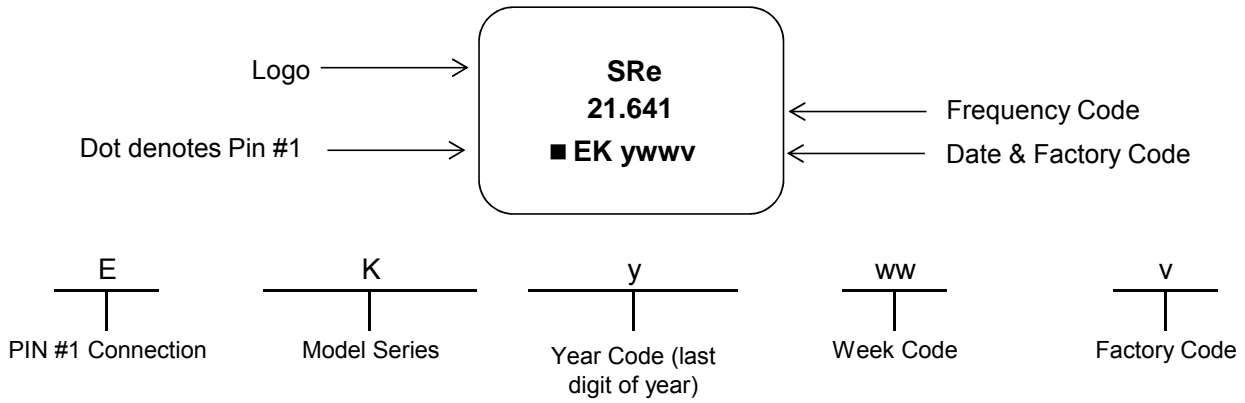 Logo
SRe
21.641
Frequency Code
Dot denotes Pin #1
■ EK ywwv
Date & Factory Code
E K y ww v
PIN #1 Connection Model Series Year Code (last Week Code Factory Code
digit of year)